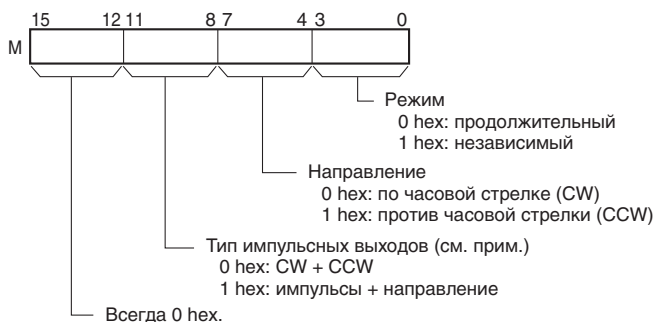 15 12 11 8 7 4 3 0
M
Режим
0 hex: продолжительный
1 hex: независимый
Направление
0 hex: по часовой стрелке (CW)
1 hex: против часовой стрелки (CCW)
Тип импульсных выходов (см. прим.)
0 hex: CW + CCW
1 hex: импульсы + направление
Всегда 0 hex.